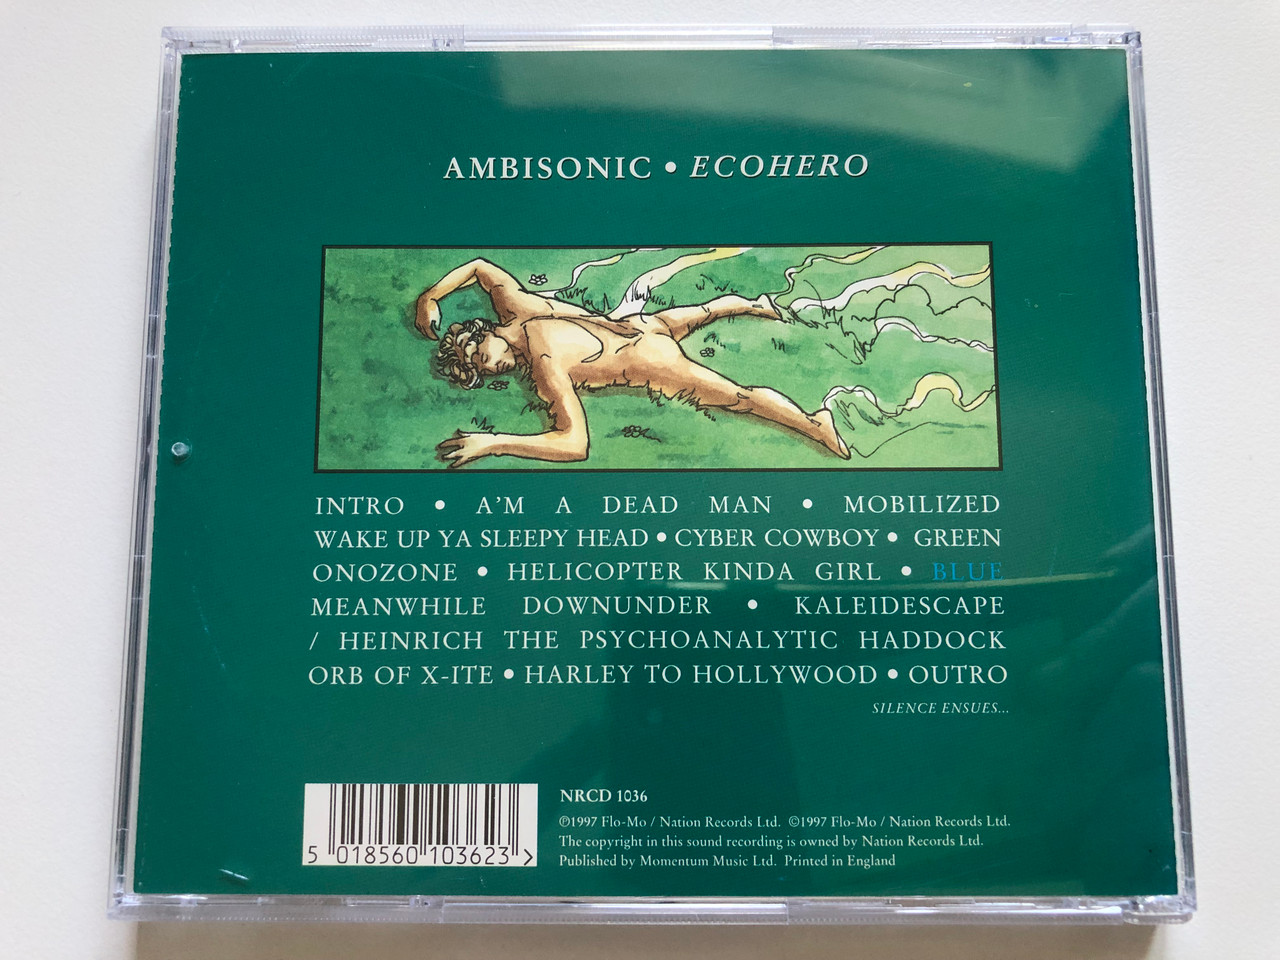 AMBISONIC • ECOHERO
INTRO • A'M A DEAD MAN • MOBILIZED
WAKE UP YA SLEEPY HEAD • CYBER COWBOY • GREEN
ONOZONE • HELICOPTER KINDA GIRL • BLUE
MEANWHILE DOWNUNDER • KALEIDESCAPE
/ HEINRICH THE PSYCHOANALYTIC HADDOCK
ORB OF X-ITE • HARLEY TO HOLLYWOOD • OUTRO
SILENCE ENSUES...
NRCD 1036
℗1997 Flo-Mo / Nation Records Ltd. ©1997 Flo-Mo / Nation Records Ltd.
The copyright in this sound recording is owned by Nation Records Ltd.
Published by Momentum Music Ltd. Printed in England
5 018560 103623 >